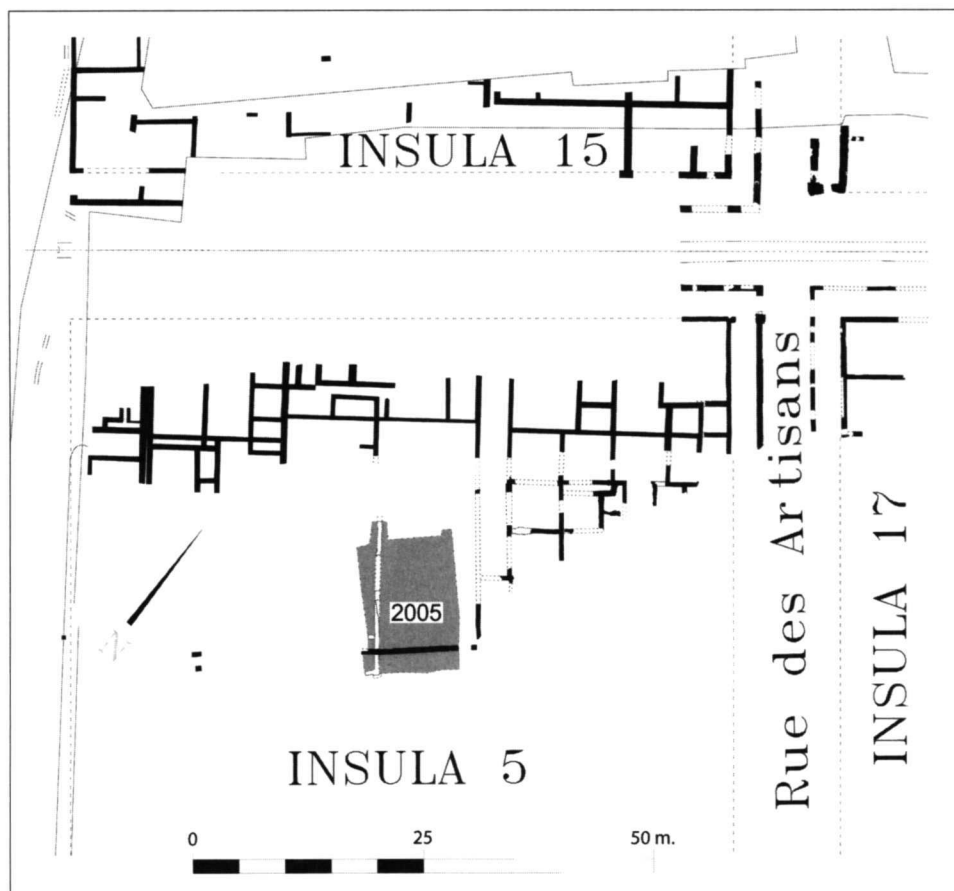 INSULA 15
Rue des Artisans
INSULA 17
2005
INSULA 5
0 25 50 m.